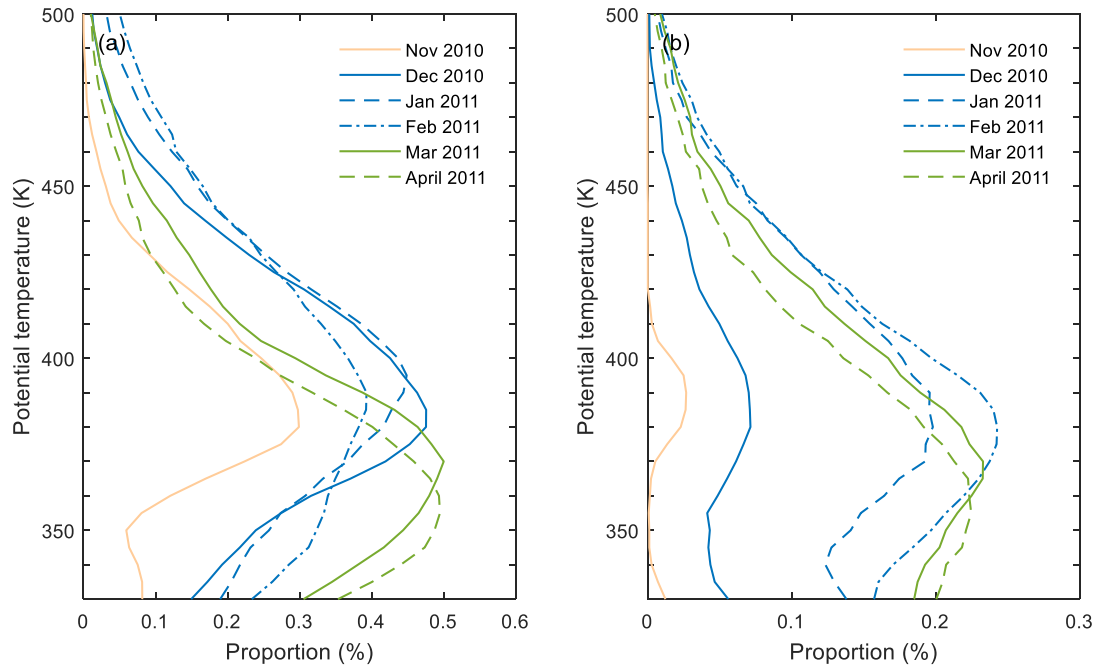 500
450
400
350
Potential temperature (K)
(a)
Nov 2010
Dec 2010
Jan 2011
Feb 2011
Mar 2011
April 2011
0
0.1
0.2
0.3
0.4
0.5
0.6
Proportion (%)
500
450
400
350
Potential temperature (K)
(b)
Nov 2010
Dec 2010
Jan 2011
Feb 2011
Mar 2011
April 2011
0
0.1
0.2
0.3
Proportion (%)